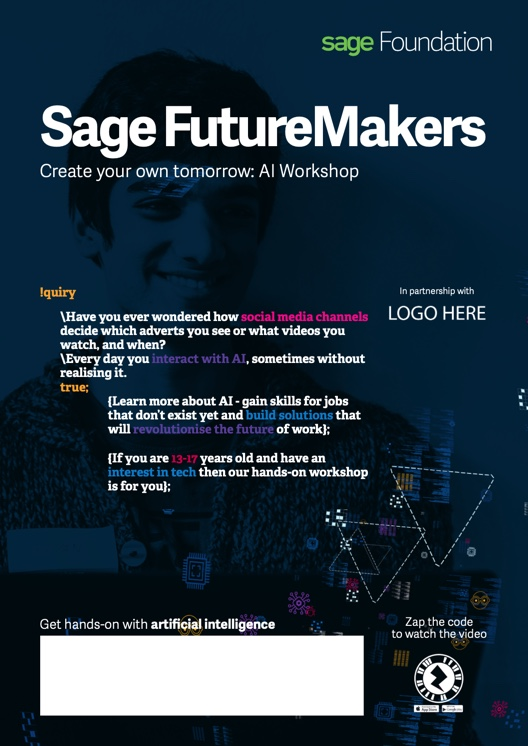 sage Foundation
Sage FutureMakers
Create your own tomorrow: AI Workshop
!quiry
\Have you ever wondered how social media channels
decide which adverts you see or what videos you
watch, and when?
\Every day you interact with AI, sometimes without
realising it.
true;
{Learn more about AI - gain skills for jobs
that don't exist yet and build solutions that
will revolutionise the future of work};
{If you are 13-17 years old and have an
interest in tech then our hands-on workshop
is for you};
In partnership with
LOGO HERE
Get hands-on with artificial intelligence
Zap the code
to watch the video